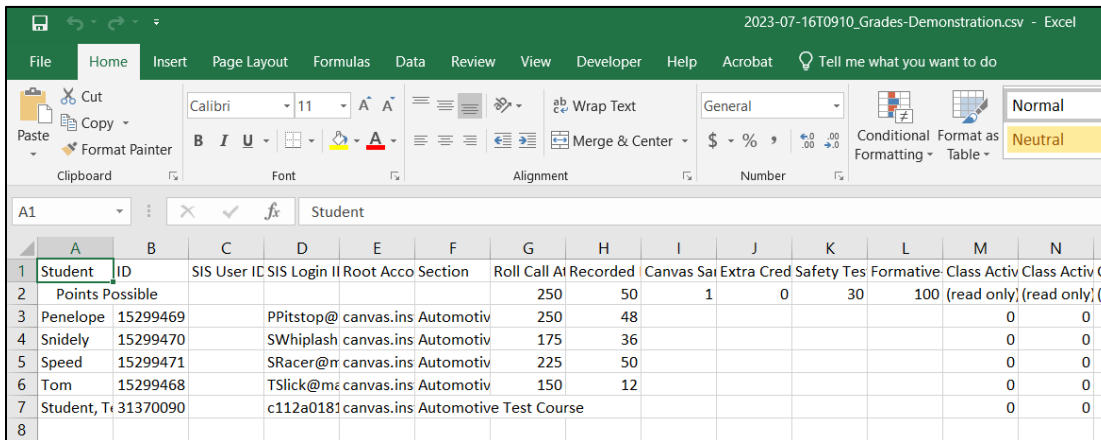 2023-07-16T0910_Grades-Demonstration.csv - Excel
File Home Insert Page Layout Formulas Data Review View Developer Help Acrobat Tell me what you want to do
Cut Calibri 11 A A ab Wrap Text General Normal
Paste Copy
Format Painter B I U A Merge & Center $ % , .0 .00 .00 .0 Conditional Formatting Format as Table Neutral
Clipboard Font Alignment Number
A1 fx Student
A B C D E F G H I J K L M N
1 Student ID SIS User ID SIS Login II Root Acco Section Roll Call At Recorded Canvas Sar Extra Cred Safety Tes Formative- Class Activ Class Activ
2 Points Possible 250 50 1 0 30 100 (read only) (read only)
3 Penelope 15299469 PPitstop@ canvas.ins Automotiv 250 48 0 0
4 Snidely 15299470 SWhiplash canvas.ins Automotiv 175 36 0 0
5 Speed 15299471 SRacer@m canvas.ins Automotiv 225 50 0 0
6 Tom 15299468 TSlick@ma canvas.ins Automotiv 150 12 0 0
7 Student, Te 31370090 c112a0181 canvas.ins Automotive Test Course 0 0
8